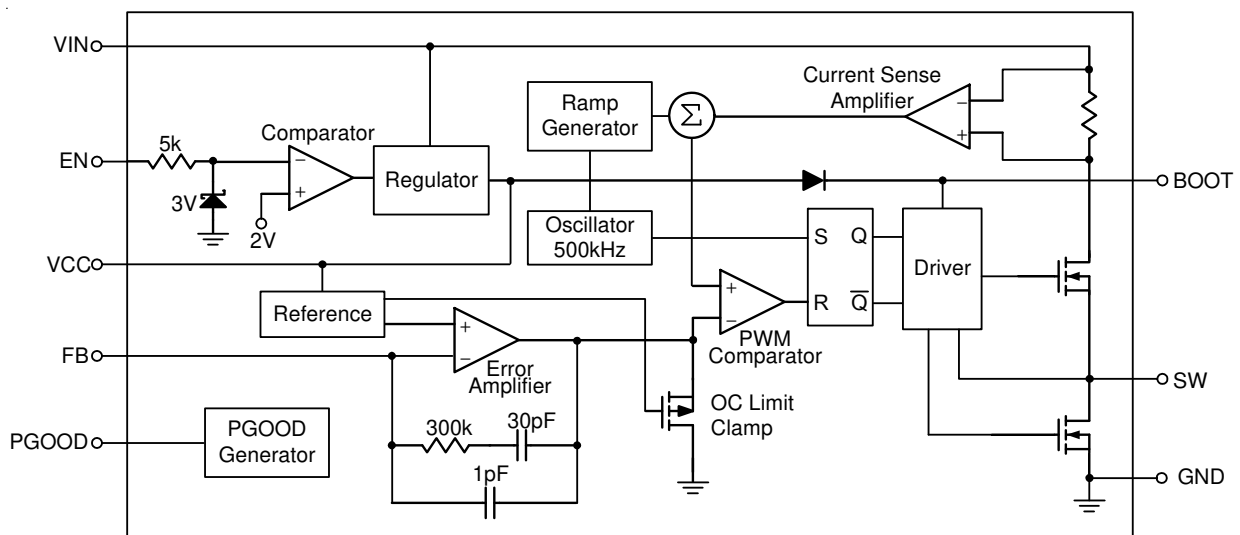 VIN
Current Sense
Amplifier
Ramp
Generator
Σ
−
+
Comparator
5k
EN
−
+
Regulator
3V
2V
BOOT
Oscillator
500kHz
S Q
R Q̅
Driver
VCC
Reference
+
−
PWM
Comparator
FB
+
−
Error
Amplifier
SW
OC Limit
Clamp
PGOOD
PGOOD
Generator
300k
30pF
1pF
GND